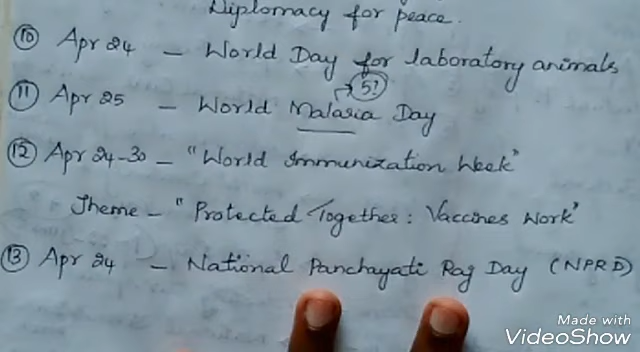 Diplomacy for peace.
⑩ Apr 24 – World Day for laboratory animals
5?
⑪ Apr 25 – World Malaria Day
⑫ Apr 24-30 – "World Immunization Week"
Theme – "Protected Together: Vaccines Work"
⑬ Apr 24 – National Panchayati Raj Day (NPRD)
Made with
VideoShow